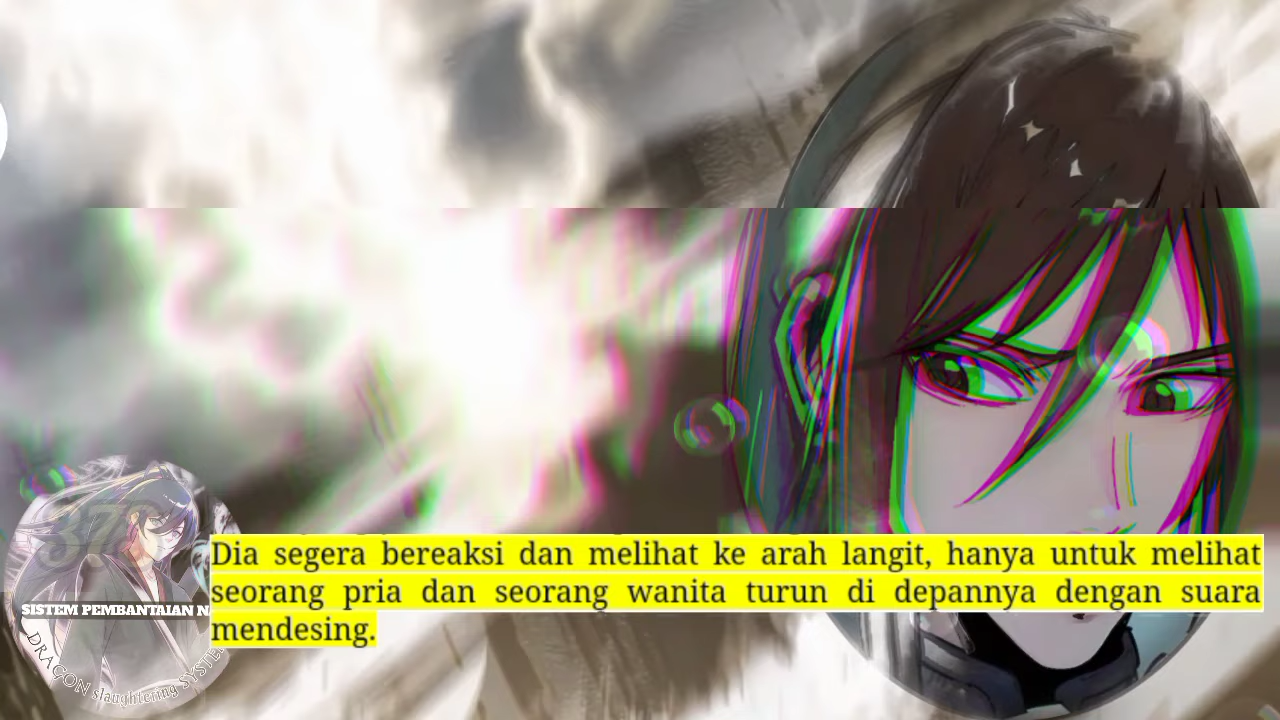 Dia segera bereaksi dan melihat ke arah langit, hanya untuk melihat
seorang pria dan seorang wanita turun di depannya dengan suara
mendesing.
SISTEM PEMBANTAIAN N
DRAGON slaughtering SYSTE